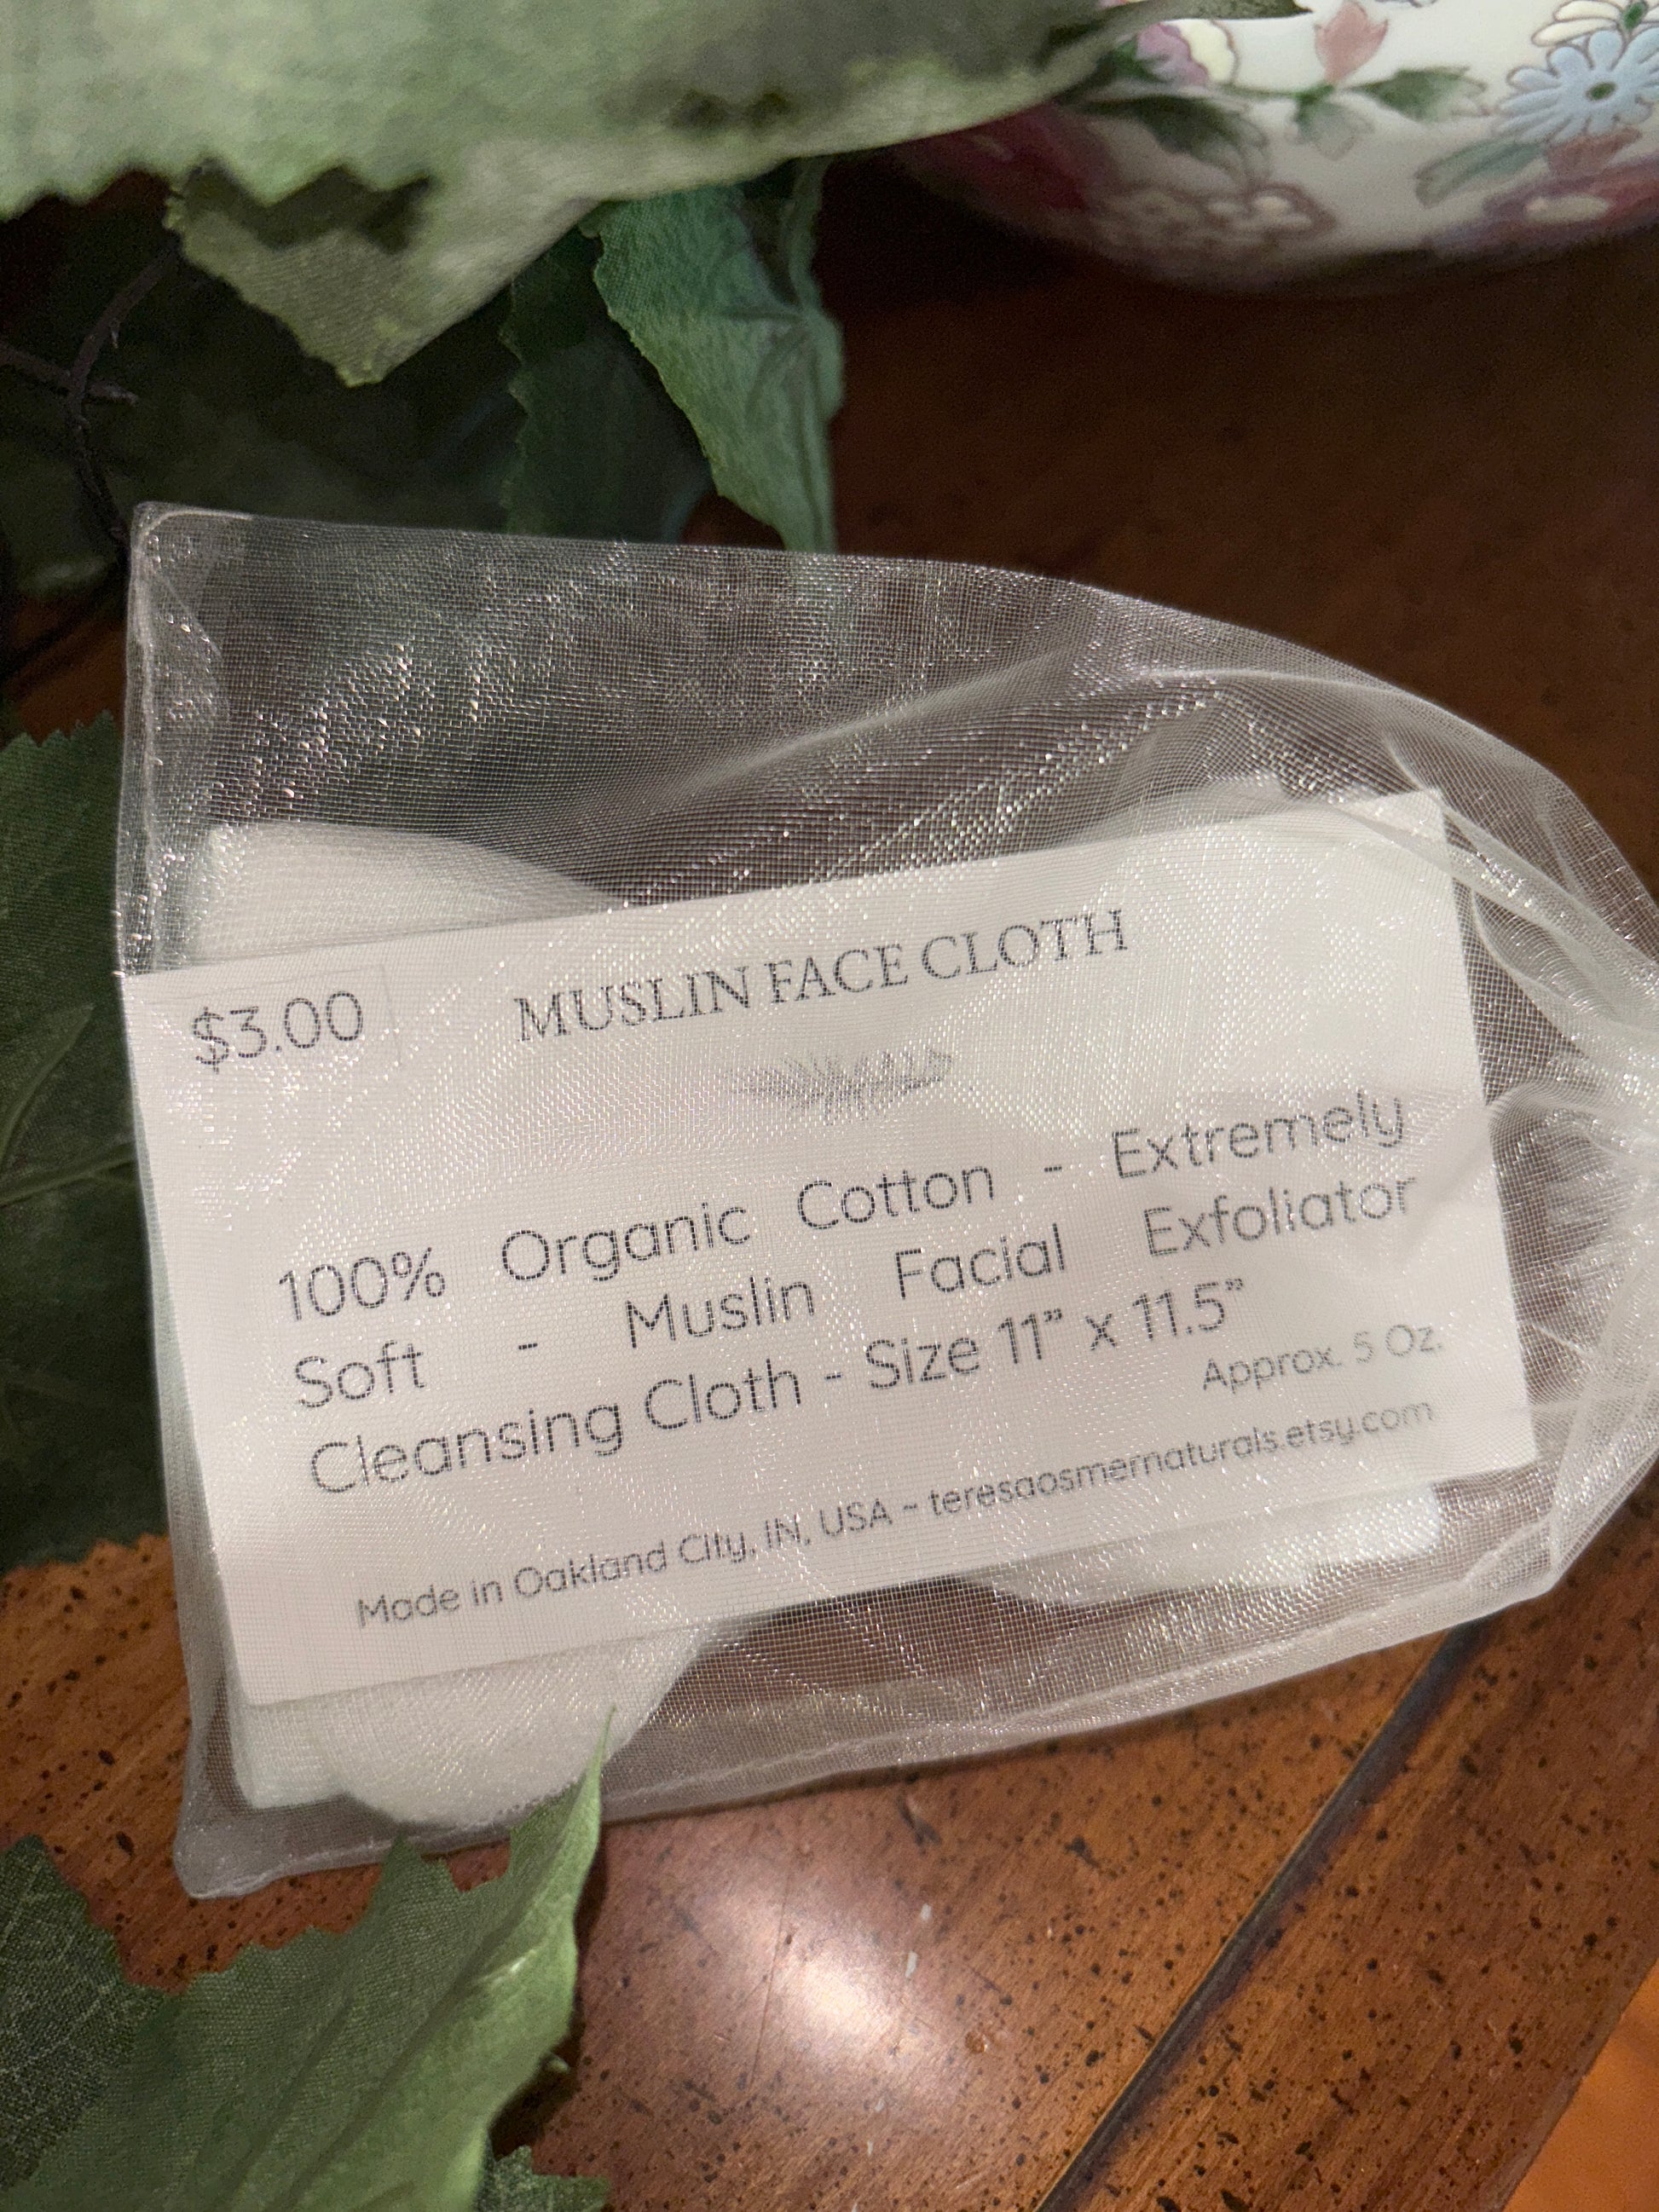 $3.00
MUSLIN FACE CLOTH
100% Organic Cotton - Extremely
Soft - Muslin Facial Exfoliator
Cleansing Cloth - Size 11" x 11.5"
Approx. 5 Oz.
Made in Oakland City, IN, USA - teresaosmernaturals.etsy.com